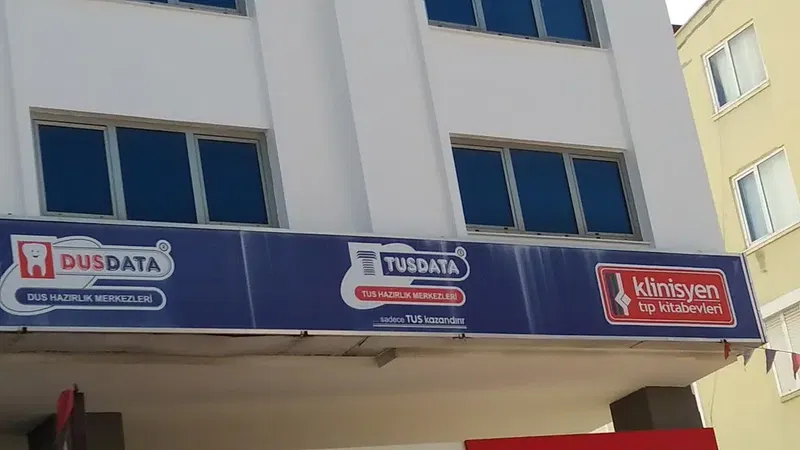 DUSDATA
DUS HAZIRLIK MERKEZLERİ
TUSDATA
TUS HAZIRLIK MERKEZLERİ
...sadece TUS kazandırır
klinisyen
tıp kitabevleri